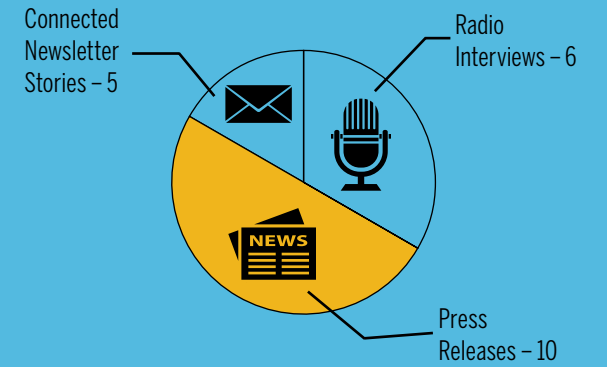 Connected
Newsletter
Stories – 5
Radio
Interviews – 6
NEWS
Press
Releases – 10